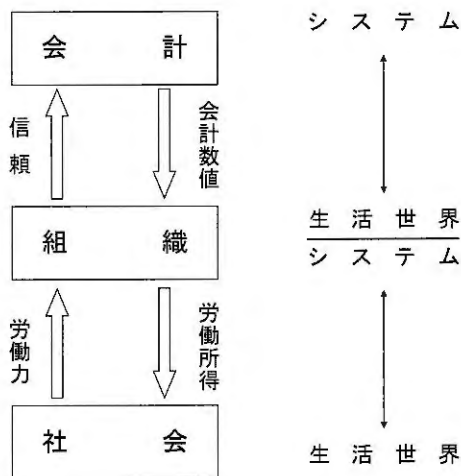 会 計
シ ス テ ム
信頼
会計数値
組 織
生 活 世 界
シ ス テ ム
労働力
労働所得
社 会
生 活 世 界